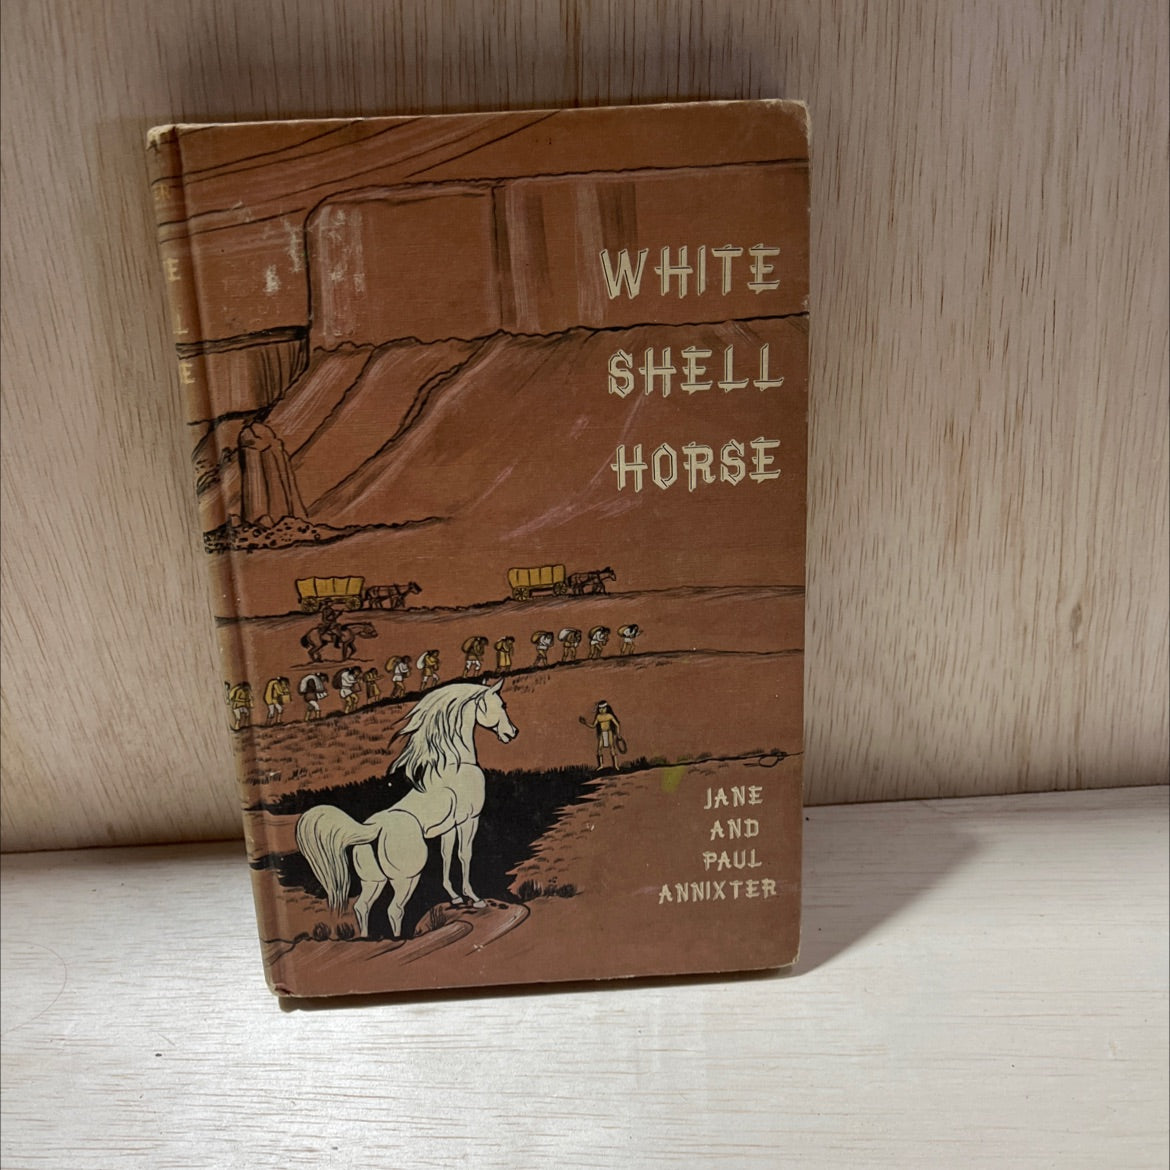 WHITE
SHELL
HORSE
JANE
AND
PAUL
ANNIXTER